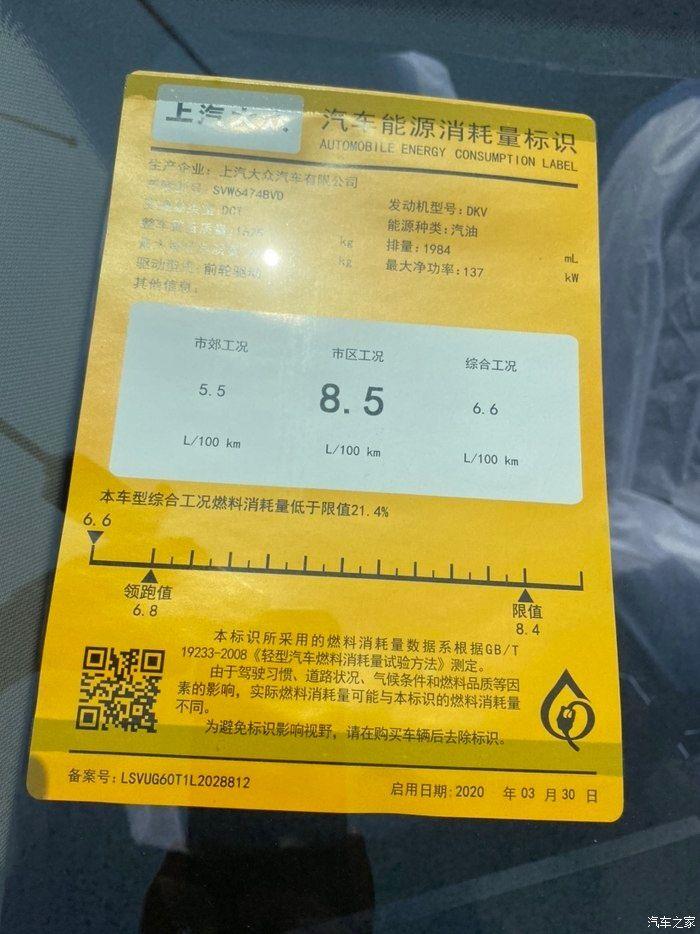 上汽大众
汽车能源消耗量标识
AUTOMOBILE ENERGY CONSUMPTION LABEL
生产企业: 上汽大众汽车有限公司
SVW6474BVD
DCT
整车整备质量: kg
kg
驱动型式: 前轮驱动
其他信息:
发动机型号: DKV
能源种类: 汽油
排量: 1984 mL
最大净功率: 137 kW
市郊工况 市区工况 综合工况
5.5 8.5 6.6
L/100 km L/100 km L/100 km
本车型综合工况燃料消耗量低于限值21.4%
6.6
领跑值
6.8
限值
8.4
本标识所采用的燃料消耗量数据系根据GB/T
19233-2008《轻型汽车燃料消耗量试验方法》测定。
由于驾驶习惯、道路状况、气候条件和燃料品质等因
素的影响, 实际燃料消耗量可能与本标识的燃料消耗量
不同。
为避免标识影响视野, 请在购买车辆后去除标识。
备案号: LSVUG60T1L2028812
启用日期: 2020 年 03 月 30 日
汽车之家